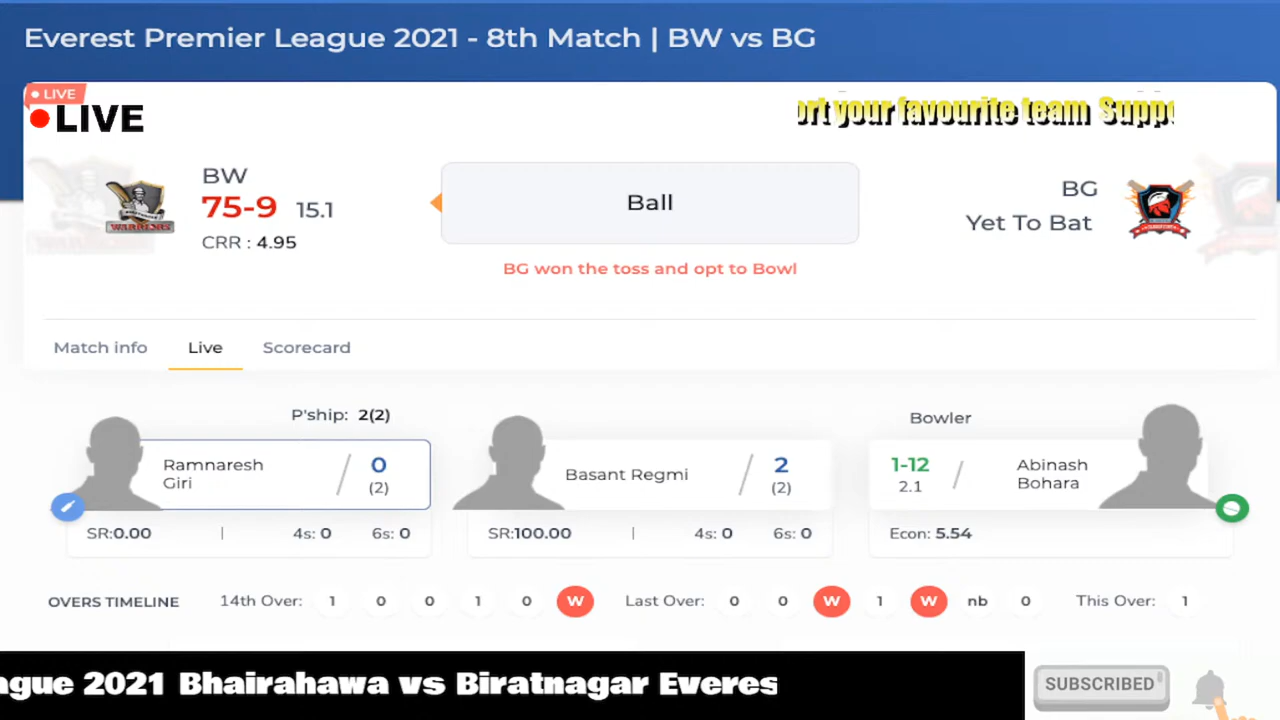 Everest Premier League 2021 - 8th Match | BW vs BG
LIVE
LIVE
ort your favourite team Suppo
BW
75-9 15.1
CRR : 4.95
WARRIORS
Ball
BG won the toss and opt to Bowl
BG
Yet To Bat
Match info Live Scorecard
P'ship: 2(2)
Ramnaresh
Giri
0
(2)
SR:0.00 | 4s: 0 6s: 0
Basant Regmi
2
(2)
SR:100.00 | 4s: 0 6s: 0
Bowler
1-12
2.1
Abinash
Bohara
Econ: 5.54
OVERS TIMELINE 14th Over: 1 0 0 1 0 W Last Over: 0 0 W 1 W nb 0 This Over: 1
ague 2021 Bhairahawa vs Biratnagar Everes
SUBSCRIBED